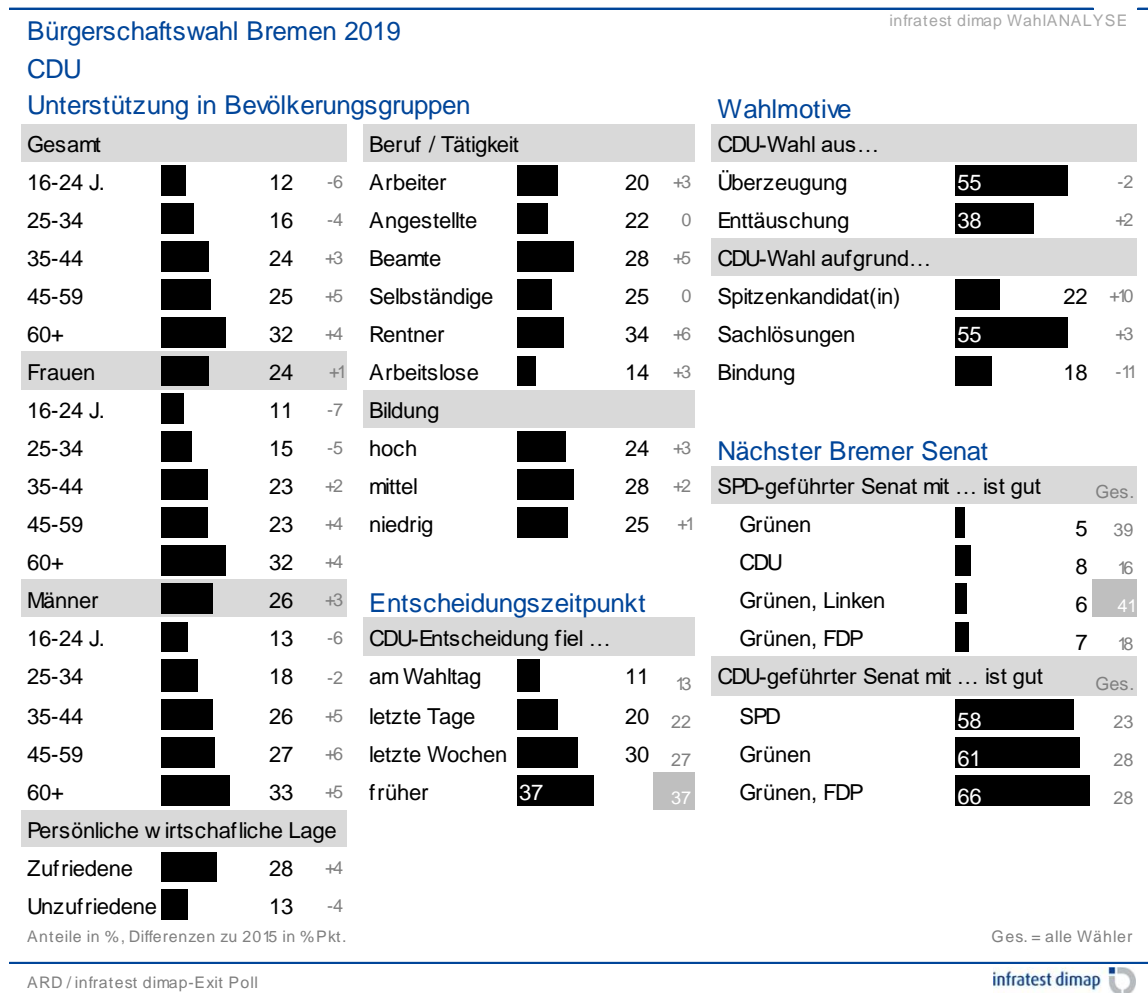 infratest dimap WahlANALYSE
Bürgerschaftswahl Bremen 2019
CDU
Unterstützung in Bevölkerungsgruppen
Gesamt
16-24 J. 12 -6
25-34 16 -4
35-44 24 +3
45-59 25 +5
60+ 32 +4
Frauen 24 +1
16-24 J. 11 -7
25-34 15 -5
35-44 23 +2
45-59 23 +4
60+ 32 +4
Männer 26 +3
16-24 J. 13 -6
25-34 18 -2
35-44 26 +5
45-59 27 +6
60+ 33 +5
Persönliche wirtschafliche Lage
Zufriedene 28 +4
Unzufriedene 13 -4
Beruf / Tätigkeit
Arbeiter 20 +3
Angestellte 22 0
Beamte 28 +5
Selbständige 25 0
Rentner 34 +6
Arbeitslose 14 +3
Bildung
hoch 24 +3
mittel 28 +2
niedrig 25 +1
Entscheidungszeitpunkt
CDU-Entscheidung fiel …
am Wahltag 11 13
letzte Tage 20 22
letzte Wochen 30 27
früher 37 37
Wahlmotive
CDU-Wahl aus…
Überzeugung 55 -2
Enttäuschung 38 +2
CDU-Wahl aufgrund…
Spitzenkandidat(in) 22 +10
Sachlösungen 55 +3
Bindung 18 -11
Nächster Bremer Senat
SPD-geführter Senat mit … ist gut Ges.
Grünen 5 39
CDU 8 16
Grünen, Linken 6 41
Grünen, FDP 7 18
CDU-geführter Senat mit … ist gut Ges.
SPD 58 23
Grünen 61 28
Grünen, FDP 66 28
Anteile in %, Differenzen zu 2015 in %Pkt.
Ges. = alle Wähler
ARD / infratest dimap-Exit Poll
infratest dimap